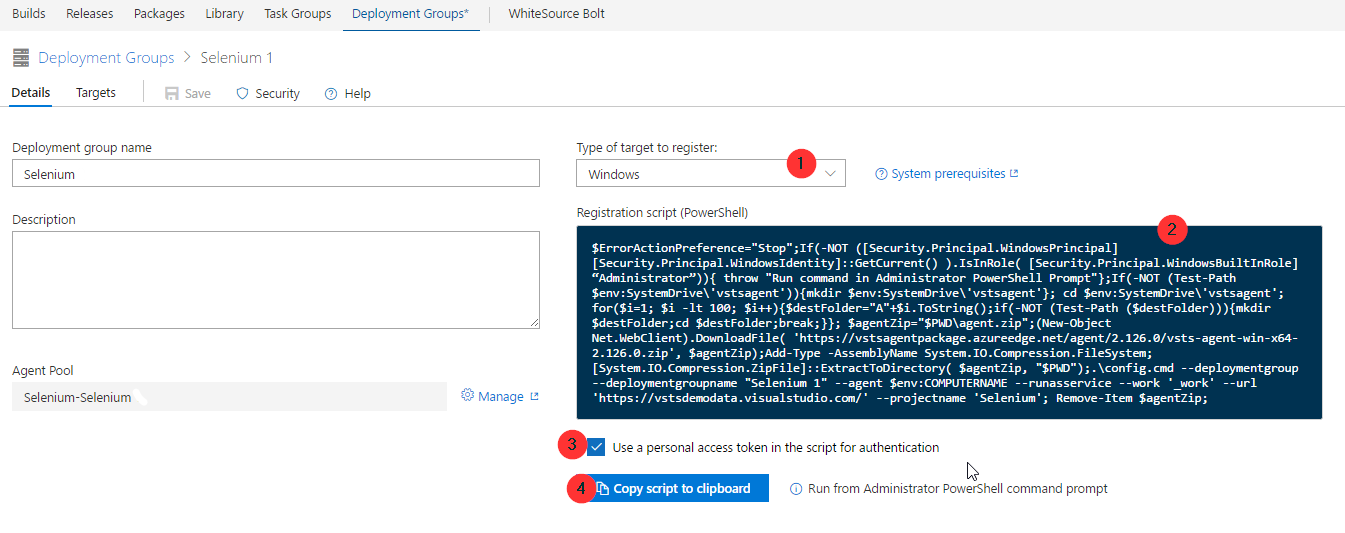 Builds Releases Packages Library Task Groups Deployment Groups* WhiteSource Bolt
Deployment Groups > Selenium 1
Details Targets Save Security Help
Deployment group name
Selenium
Description
Agent Pool
Selenium-Selenium
Manage
Type of target to register:
1
Windows
System prerequisites
Registration script (PowerShell)
2
$ErrorActionPreference="Stop";If(-NOT ([Security.Principal.WindowsPrincipal]
[Security.Principal.WindowsIdentity]::GetCurrent() ).IsInRole( [Security.Principal.WindowsBuiltInRole]
“Administrator”)){ throw "Run command in Administrator PowerShell Prompt"};If(-NOT (Test-Path
$env:SystemDrive\'vstsagent')){mkdir $env:SystemDrive\'vstsagent'}; cd $env:SystemDrive\'vstsagent';
for($i=1; $i -lt 100; $i++){$destFolder="A"+$i.ToString();if(-NOT (Test-Path ($destFolder))){mkdir
$destFolder;cd $destFolder;break;}}; $agentZip="$PWD\agent.zip";(New-Object
Net.WebClient).DownloadFile( 'https://vstsagentpackage.azureedge.net/agent/2.126.0/vsts-agent-win-x64-
2.126.0.zip', $agentZip);Add-Type -AssemblyName System.IO.Compression.FileSystem;
[System.IO.Compression.ZipFile]::ExtractToDirectory( $agentZip, "$PWD");.\config.cmd --deploymentgroup
--deploymentgroupname "Selenium 1" --agent $env:COMPUTERNAME --runasservice --work '_work' --url
'https://vstsdemodata.visualstudio.com/' --projectname 'Selenium'; Remove-Item $agentZip;
3 Use a personal access token in the script for authentication
4 Copy script to clipboard Run from Administrator PowerShell command prompt